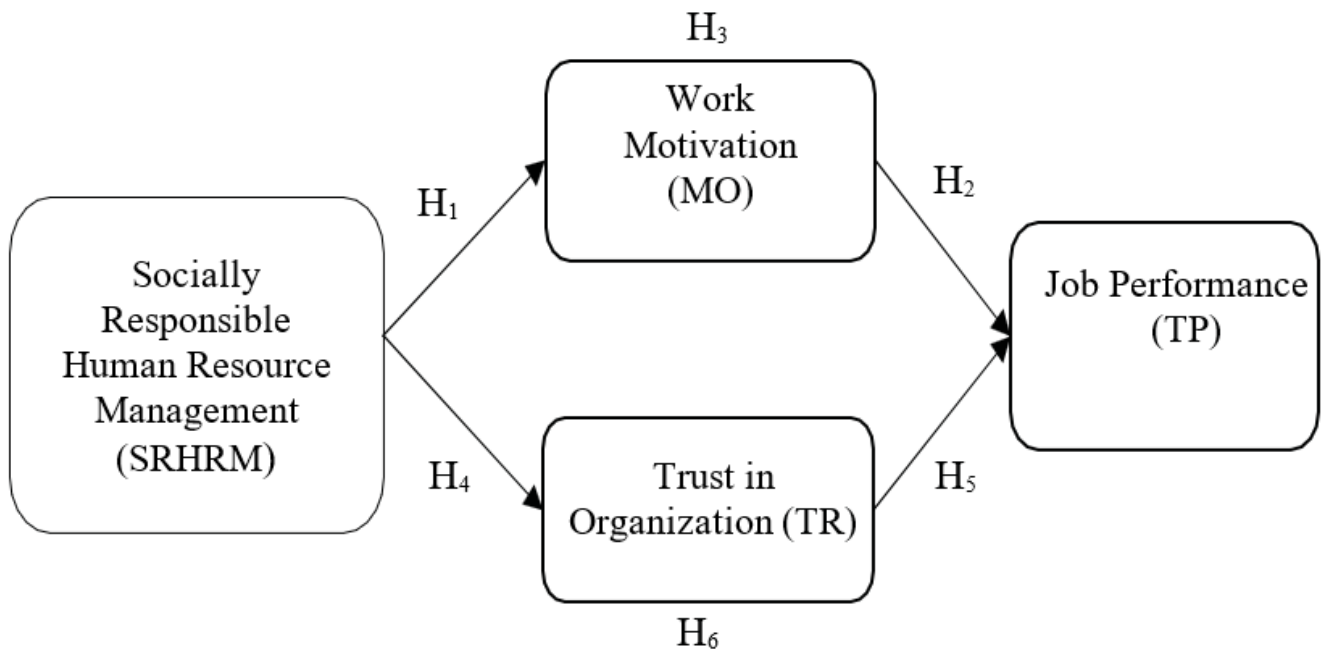 H₃
Work
Motivation
(MO)
H₁
H₂
Socially
Responsible
Human Resource
Management
(SRHRM)
Job Performance
(TP)
H₄
H₅
Trust in
Organization (TR)
H₆